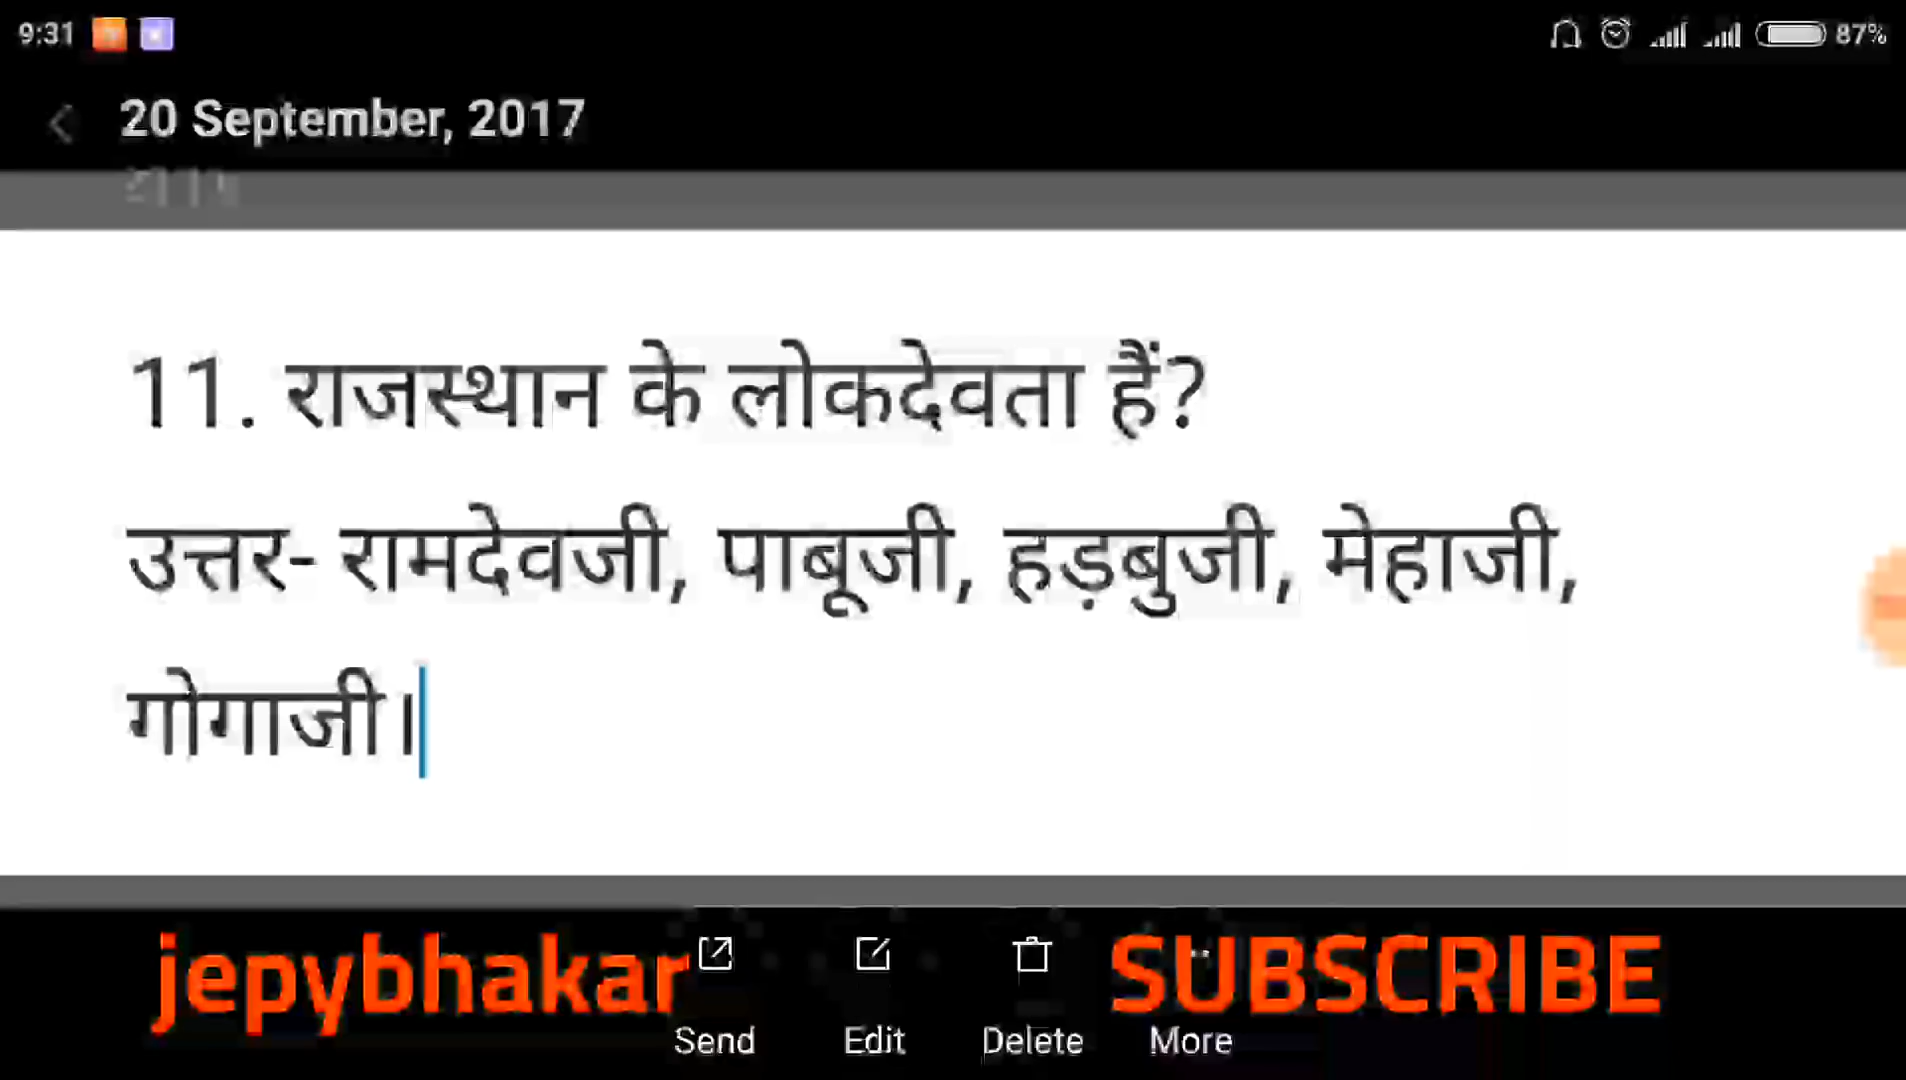 9:31
87%
20 September, 2017
11. राजस्थान के लोकदेवता हैं?
उत्तर- रामदेवजी, पाबूजी, हड़बुजी, मेहाजी,
गोगाजी।
jepybhakar
SUBSCRIBE
Send
Edit
Delete
More